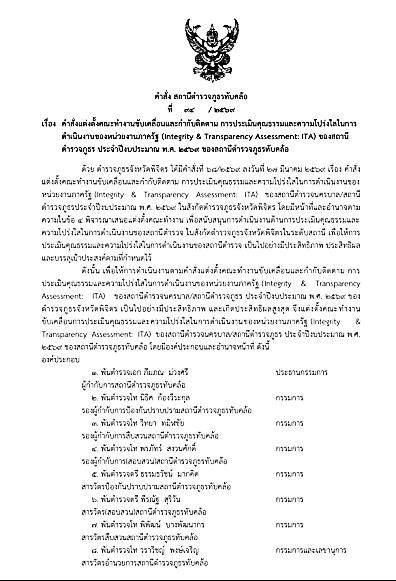 คำสั่ง สถานีตำรวจภูธรทับคล้อ
ที่ ๙๔ / ๒๕๖๙
เรื่อง คำสั่งแต่งตั้งคณะทำงานขับเคลื่อนและกำกับติดตาม การประเมินคุณธรรมและความโปร่งใสในการ
ดำเนินงานของหน่วยงานภาครัฐ (Integrity & Transparency Assessment: ITA) ของสถานี
ตำรวจภูธร ประจำปีงบประมาณ พ.ศ. ๒๕๖๙ ของสถานีตำรวจภูธรทับคล้อ
ด้วย ตำรวจภูธรจังหวัดพิจิตร ได้มีคำสั่งที่ ๖๘/๒๕๖๙ ลงวันที่ ๒๗ มีนาคม ๒๕๖๙ เรื่อง คำสั่ง
แต่งตั้งคณะทำงานขับเคลื่อนและกำกับติดตาม การประเมินคุณธรรมและความโปร่งใสในการดำเนินงานของ
หน่วยงานภาครัฐ (Integrity & Transparency Assessment: ITA) ของสถานีตำรวจนครบาล/สถานี
ตำรวจภูธรประจำปีงบประมาณ พ.ศ. ๒๕๖๙ ในสังกัดตำรวจภูธรจังหวัดพิจิตร โดยมีหน้าที่และอำนาจตาม
ความในข้อ ๔ พิจารณาเสนอแต่งตั้งคณะทำงาน เพื่อสนับสนุนการดำเนินงานด้านการประเมินคุณธรรมและ
ความโปร่งใสในการดำเนินงานของสถานีตำรวจ ในสังกัดตำรวจภูธรจังหวัดพิจิตรในระดับสถานี เพื่อให้การ
ประเมินคุณธรรมและความโปร่งใสในการดำเนินงานของสถานีตำรวจ เป็นไปอย่างมีประสิทธิภาพ ประสิทธิผล
และบรรลุเป้าประสงค์ตามที่กำหนดไว้
ดังนั้น เพื่อให้การดำเนินงานตามคำสั่งแต่งตั้งคณะทำงานขับเคลื่อนและกำกับติดตาม การ
ประเมินคุณธรรมและความโปร่งใสในการดำเนินงานของหน่วยงานภาครัฐ (Integrity & Transparency
Assessment: ITA) ของสถานีตำรวจนครบาล/สถานีตำรวจภูธร ประจำปีงบประมาณ พ.ศ. ๒๕๖๙ ของ
ตำรวจภูธรจังหวัดพิจิตร เป็นไปอย่างมีประสิทธิภาพ และเกิดประสิทธิผลสูงสุด จึงแต่งตั้งคณะทำงาน
ขับเคลื่อนการประเมินคุณธรรมและความโปร่งใสในการดำเนินงานของหน่วยงานภาครัฐ (Integrity &
Transparency Assessment: ITA) ของสถานีตำรวจนครบาล/สถานีตำรวจภูธร ประจำปีงบประมาณ พ.ศ.
๒๕๖๙ ของสถานีตำรวจภูธรทับคล้อ โดยมีองค์ประกอบและอำนาจหน้าที่ ดังนี้
องค์ประกอบ
๑. พันตำรวจเอก ภีมภณ ม่วงศรี ประธานกรรมการ
ผู้กำกับการสถานีตำรวจภูธรทับคล้อ
๒. พันตำรวจโท นิธิศ ก้องวีระกุล กรรมการ
รองผู้กำกับการป้องกันปราบปรามสถานีตำรวจภูธรทับคล้อ
๓. พันตำรวจโท วิทยา ทมิฬชัย กรรมการ
รองผู้กำกับการสืบสวนสถานีตำรวจภูธรทับคล้อ
๔. พันตำรวจโท พรภัทร์ สงวนศักดิ์ กรรมการ
รองผู้กำกับการ(สอบสวน)สถานีตำรวจภูธรทับคล้อ
๕. พันตำรวจตรี ธรรมธวัชน์ มากคิด กรรมการ
สารวัตรป้องกันปราบปรามสถานีตำรวจภูธรทับคล้อ
๖. พันตำรวจตรี พีรณัฐ สุริวัน กรรมการ
สารวัตร(สอบสวน)สถานีตำรวจภูธรทับคล้อ
๗. พันตำรวจโท พิพัฒน์ บางพัฒนากร กรรมการ
สารวัตรสืบสวนสถานีตำรวจภูธรทับคล้อ
๘. พันตำรวจโท วราวิชญ์ พงษ์เจริญ กรรมการและเลขานุการ
สารวัตรอำนวยการสถานีตำรวจภูธรทับคล้อ